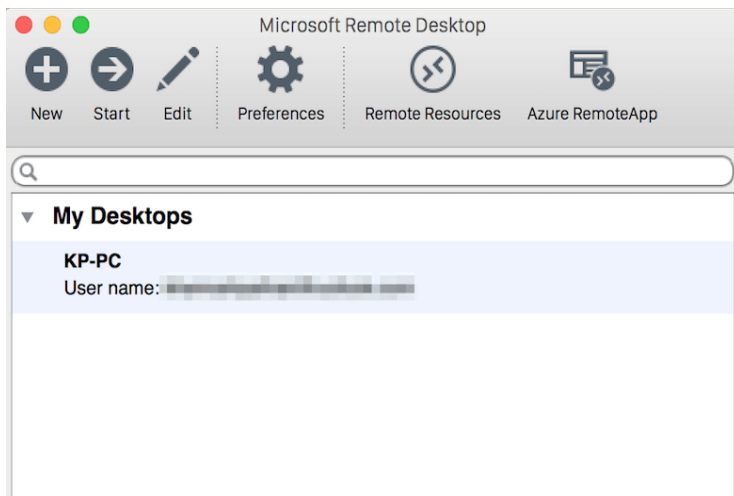 Microsoft Remote Desktop
New Start Edit Preferences Remote Resources Azure RemoteApp
My Desktops
KP-PC
User name: